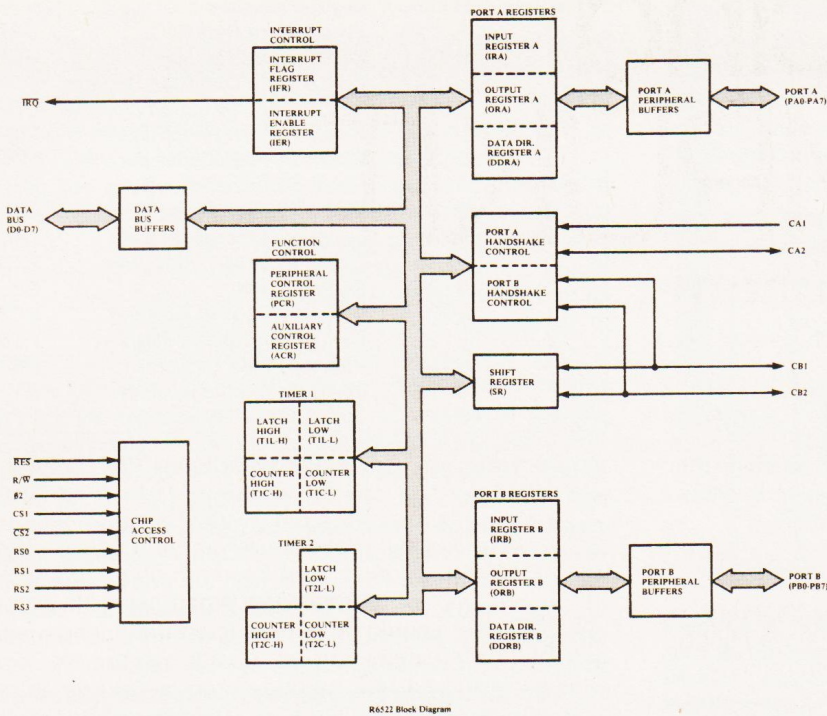 INTERRUPT
CONTROL
INTERRUPT
FLAG
REGISTER
(IFR)
INTERRUPT
ENABLE
REGISTER
(IER)
IRQ
DATA
BUS
(D0-D7)
DATA
BUS
BUFFERS
FUNCTION
CONTROL
PERIPHERAL
CONTROL
REGISTER
(PCR)
AUXILIARY
CONTROL
REGISTER
(ACR)
TIMER 1
LATCH
HIGH
(T1L-H)
LATCH
LOW
(T1L-L)
COUNTER
HIGH
(T1C-H)
COUNTER
LOW
(T1C-L)
TIMER 2
LATCH
LOW
(T2L-L)
COUNTER
HIGH
(T2C-H)
COUNTER
LOW
(T2C-L)
RES
R/W
ø2
CS1
CS2
RS0
RS1
RS2
RS3
CHIP
ACCESS
CONTROL
PORT A REGISTERS
INPUT
REGISTER A
(IRA)
OUTPUT
REGISTER A
(ORA)
DATA DIR.
REGISTER A
(DDRA)
PORT A
PERIPHERAL
BUFFERS
PORT A
(PA0-PA7)
PORT A
HANDSHAKE
CONTROL
PORT B
HANDSHAKE
CONTROL
CA1
CA2
SHIFT
REGISTER
(SR)
CB1
CB2
PORT B REGISTERS
INPUT
REGISTER B
(IRB)
OUTPUT
REGISTER B
(ORB)
DATA DIR.
REGISTER B
(DDRB)
PORT B
PERIPHERAL
BUFFERS
PORT B
(PB0-PB7)
R6522 Block Diagram